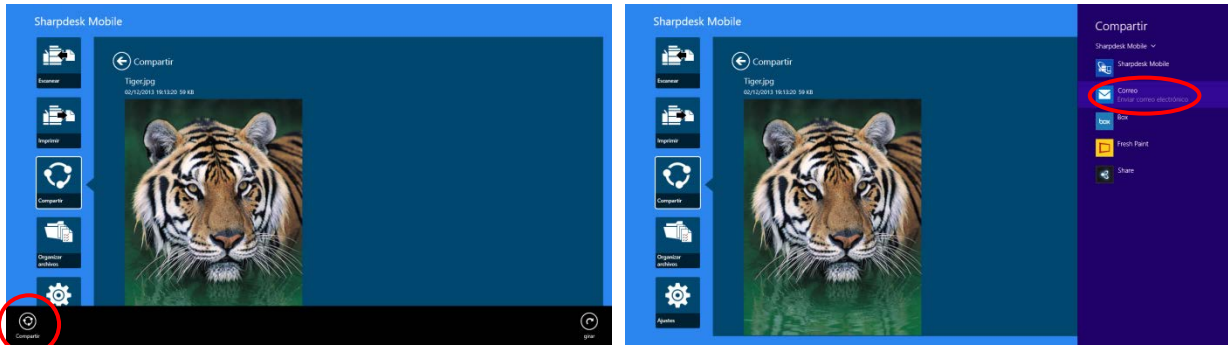 Sharpdesk Mobile
Escanear
Compartir
Tiger.jpg
02/12/2013 19:13:20 59 KB
Imprimir
Compartir
Organizar
archivos
Compartir
girar
Sharpdesk Mobile
Escanear
Compartir
Tiger.jpg
02/12/2013 19:13:20 59 KB
Imprimir
Compartir
Organizar
archivos
Ajustes
Compartir
Sharpdesk Mobile
Sharpdesk Mobile
Correo
Enviar correo electrónico
box
Box
Fresh Paint
Share